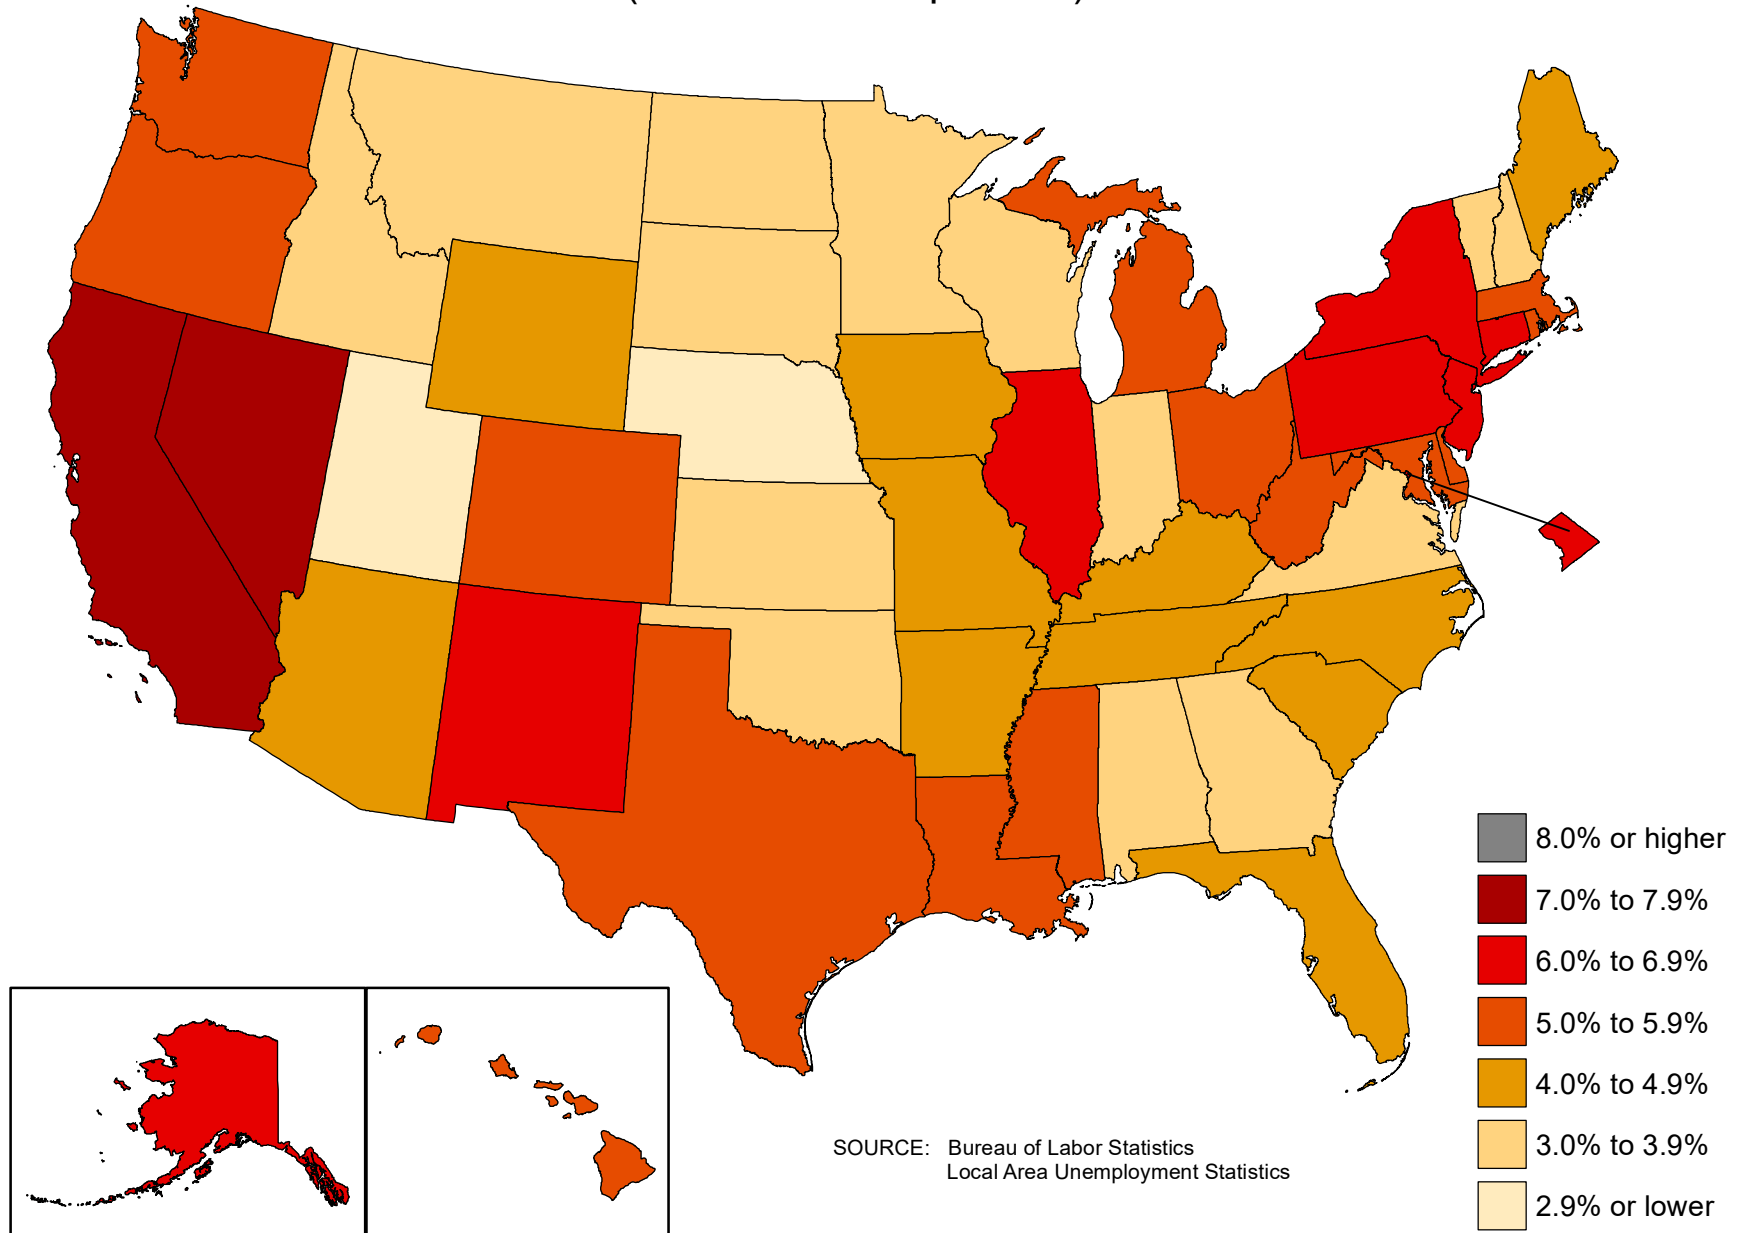 8.0% or higher
7.0% to 7.9%
6.0% to 6.9%
5.0% to 5.9%
4.0% to 4.9%
3.0% to 3.9%
2.9% or lower
SOURCE: Bureau of Labor Statistics
Local Area Unemployment Statistics